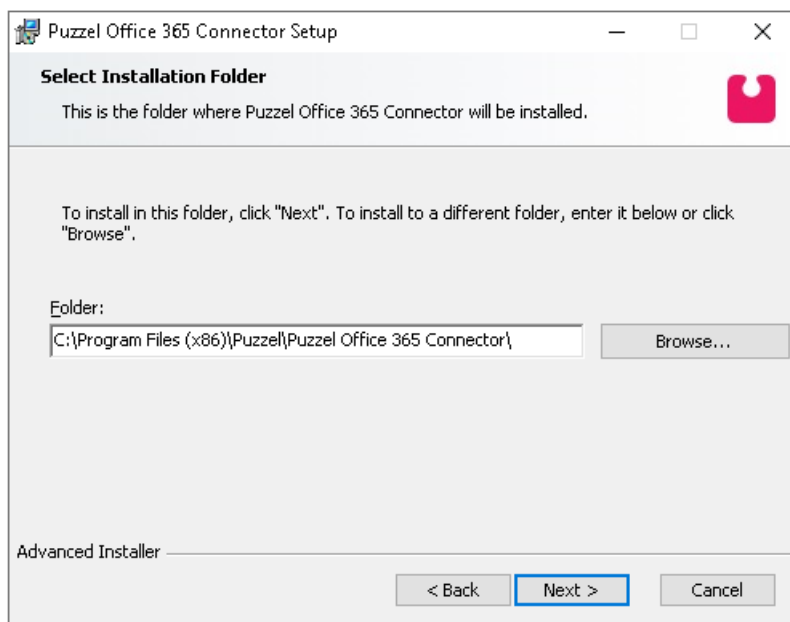 Puzzel Office 365 Connector Setup
Select Installation Folder
This is the folder where Puzzel Office 365 Connector will be installed.
To install in this folder, click "Next". To install to a different folder, enter it below or click
"Browse".
Folder:
C:\Program Files (x86)\Puzzel\Puzzel Office 365 Connector\
Browse...
Advanced Installer
< Back
Next >
Cancel